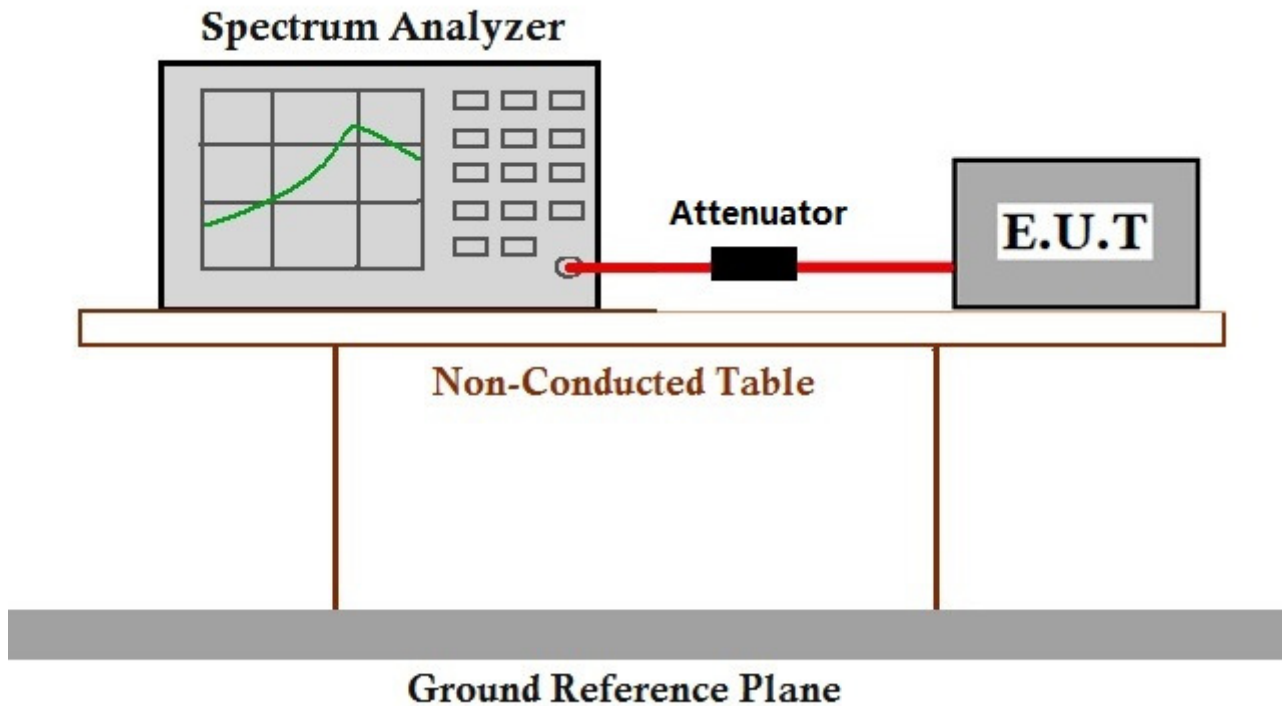 Spectrum Analyzer
Attenuator
E.U.T
Non-Conducted Table
Ground Reference Plane